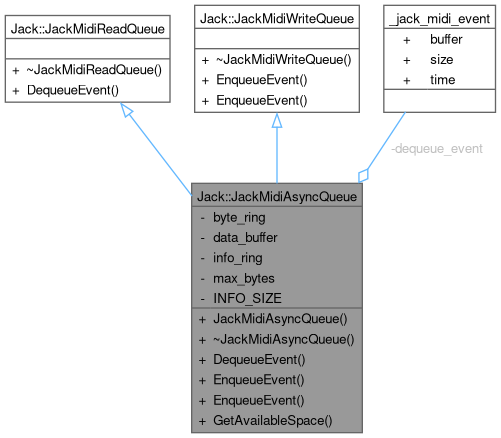 Jack::JackMidiReadQueue
+ ~JackMidiReadQueue()
+ DequeueEvent()
Jack::JackMidiWriteQueue
+ ~JackMidiWriteQueue()
+ EnqueueEvent()
+ EnqueueEvent()
_jack_midi_event
+ buffer
+ size
+ time
-dequeue_event
Jack::JackMidiAsyncQueue
- byte_ring
- data_buffer
- info_ring
- max_bytes
- INFO_SIZE
+ JackMidiAsyncQueue()
+ ~JackMidiAsyncQueue()
+ DequeueEvent()
+ EnqueueEvent()
+ EnqueueEvent()
+ GetAvailableSpace()